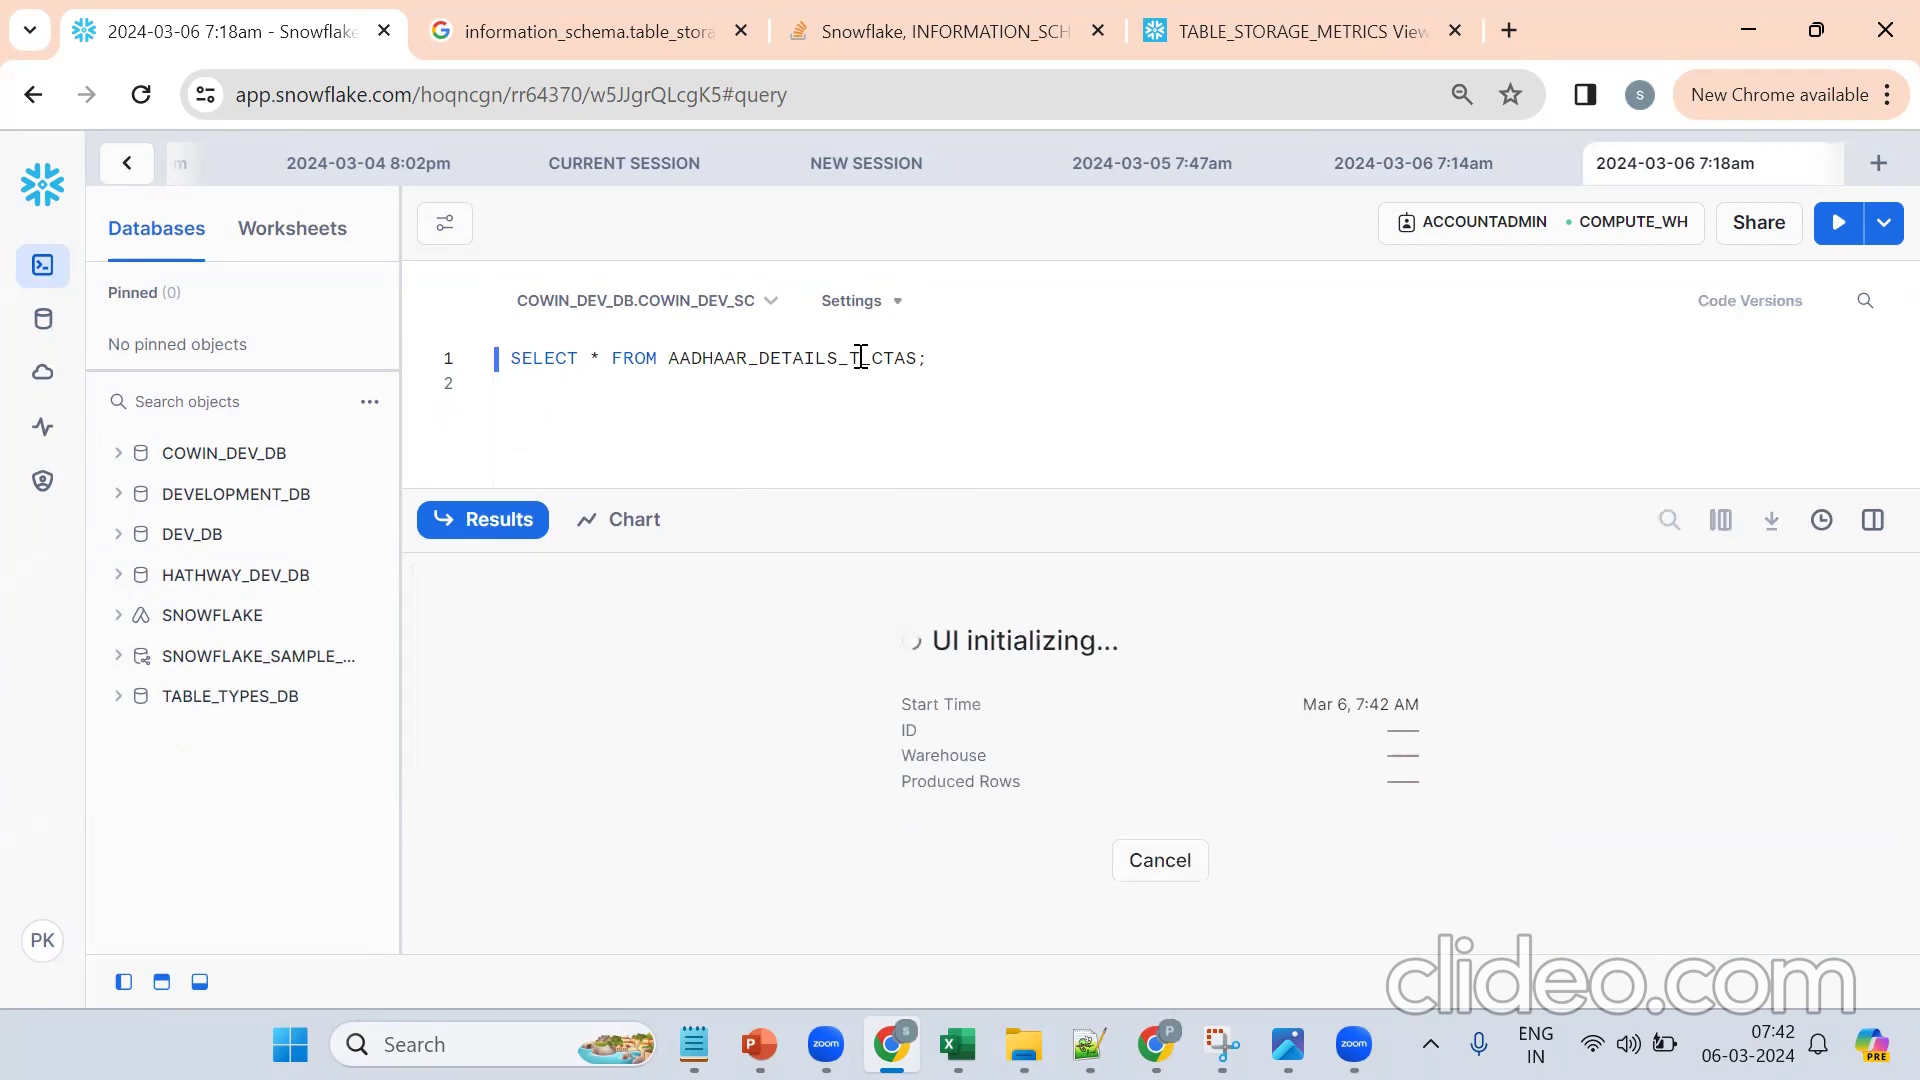 2024-03-06 7:18am - Snowflake
information_schema.table_stora
Snowflake, INFORMATION_SCH
TABLE_STORAGE_METRICS View
app.snowflake.com/hoqncgn/rr64370/w5JJgrQLcgK5#query
S
New Chrome available
m
2024-03-04 8:02pm
CURRENT SESSION
NEW SESSION
2024-03-05 7:47am
2024-03-06 7:14am
2024-03-06 7:18am
Databases
Worksheets
ACCOUNTADMIN
COMPUTE_WH
Share
Pinned (0)
No pinned objects
COWIN_DEV_DB.COWIN_DEV_SC
Settings
Code Versions
1 SELECT * FROM AADHAAR_DETAILS_T_CTAS;
2
Search objects
COWIN_DEV_DB
DEVELOPMENT_DB
DEV_DB
HATHWAY_DEV_DB
SNOWFLAKE
SNOWFLAKE_SAMPLE_...
TABLE_TYPES_DB
Results
Chart
UI initializing...
Start Time Mar 6, 7:42 AM
ID
Warehouse
Produced Rows
Cancel
PK
clideo.com
Search
P
zoom
S
X
P
zoom
ENG
IN
07:42
06-03-2024
PRE